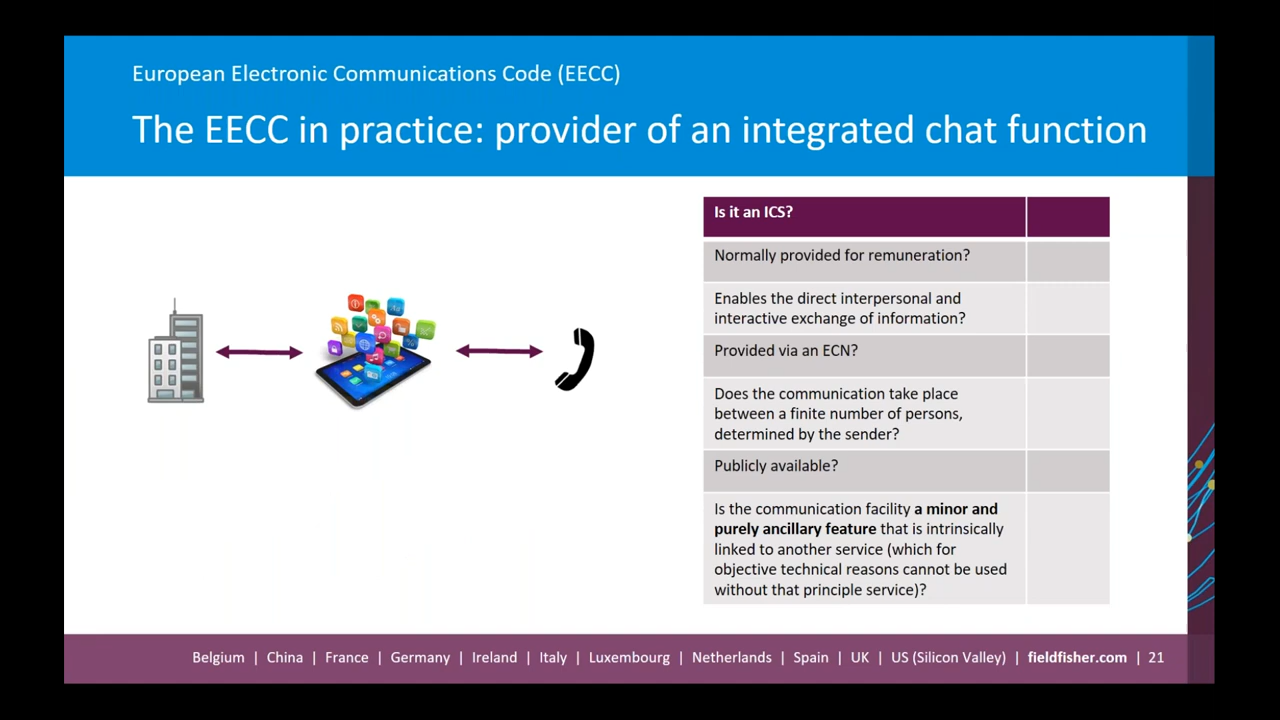 European Electronic Communications Code (EECC)
The EECC in practice: provider of an integrated chat function
Is it an ICS?
Normally provided for remuneration?
Enables the direct interpersonal and
interactive exchange of information?
Provided via an ECN?
Does the communication take place
between a finite number of persons,
determined by the sender?
Publicly available?
Is the communication facility a minor and
purely ancillary feature that is intrinsically
linked to another service (which for
objective technical reasons cannot be used
without that principle service)?
Belgium | China | France | Germany | Ireland | Italy | Luxembourg | Netherlands | Spain | UK | US (Silicon Valley) | fieldfisher.com | 21